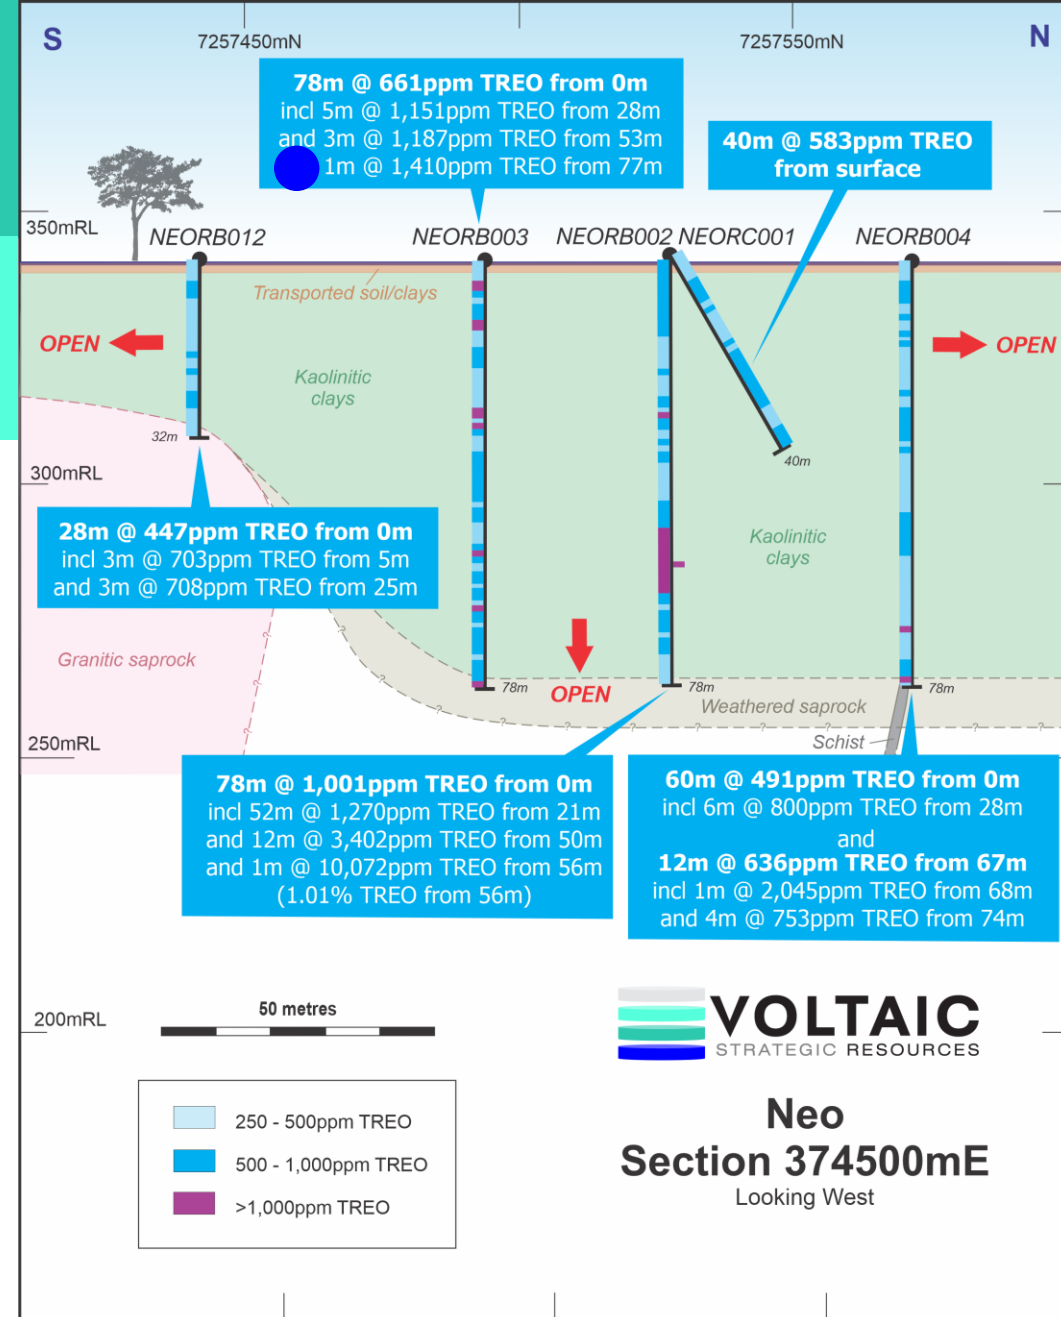 S
7257450mN
7257550mN
N
78m @ 661ppm TREO from 0m
incl 5m @ 1,151ppm TREO from 28m
and 3m @ 1,187ppm TREO from 53m
1m @ 1,410ppm TREO from 77m
40m @ 583ppm TREO
from surface
350mRL
NEORB012
NEORB003
NEORB002
NEORC001
NEORB004
Transported soil/clays
OPEN
OPEN
Kaolinitic
clays
32m
40m
300mRL
28m @ 447ppm TREO from 0m
incl 3m @ 703ppm TREO from 5m
and 3m @ 708ppm TREO from 25m
Kaolinitic
clays
?
?
Granitic saprock
?
?
78m
OPEN
78m
78m
Weathered saprock
?
?
?
?
?
?
?
Schist
250mRL
78m @ 1,001ppm TREO from 0m
incl 52m @ 1,270ppm TREO from 21m
and 12m @ 3,402ppm TREO from 50m
and 1m @ 10,072ppm TREO from 56m
(1.01% TREO from 56m)
60m @ 491ppm TREO from 0m
incl 6m @ 800ppm TREO from 28m
and
12m @ 636ppm TREO from 67m
incl 1m @ 2,045ppm TREO from 68m
and 4m @ 753ppm TREO from 74m
200mRL
50 metres
VOLTAIC
STRATEGIC RESOURCES
250 - 500ppm TREO
500 - 1,000ppm TREO
>1,000ppm TREO
Neo
Section 374500mE
Looking West